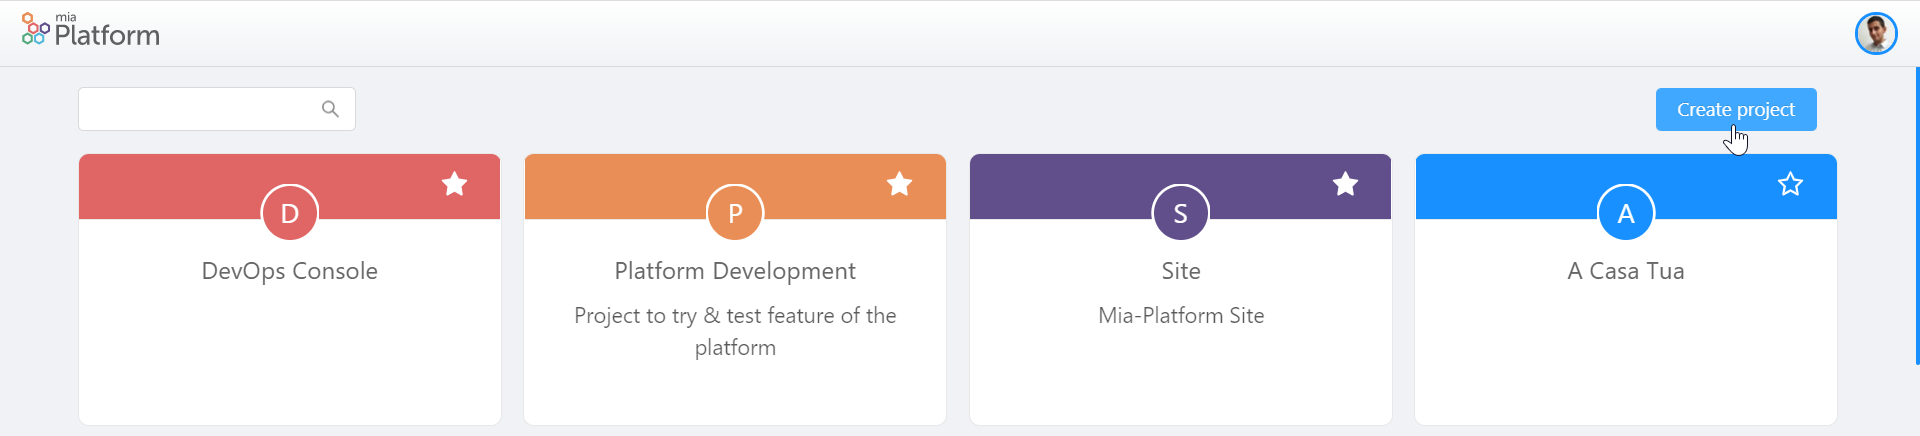 mia
Platform
Create project
D
DevOps Console
P
Platform Development
Project to try & test feature of the
platform
S
Site
Mia-Platform Site
A
A Casa Tua